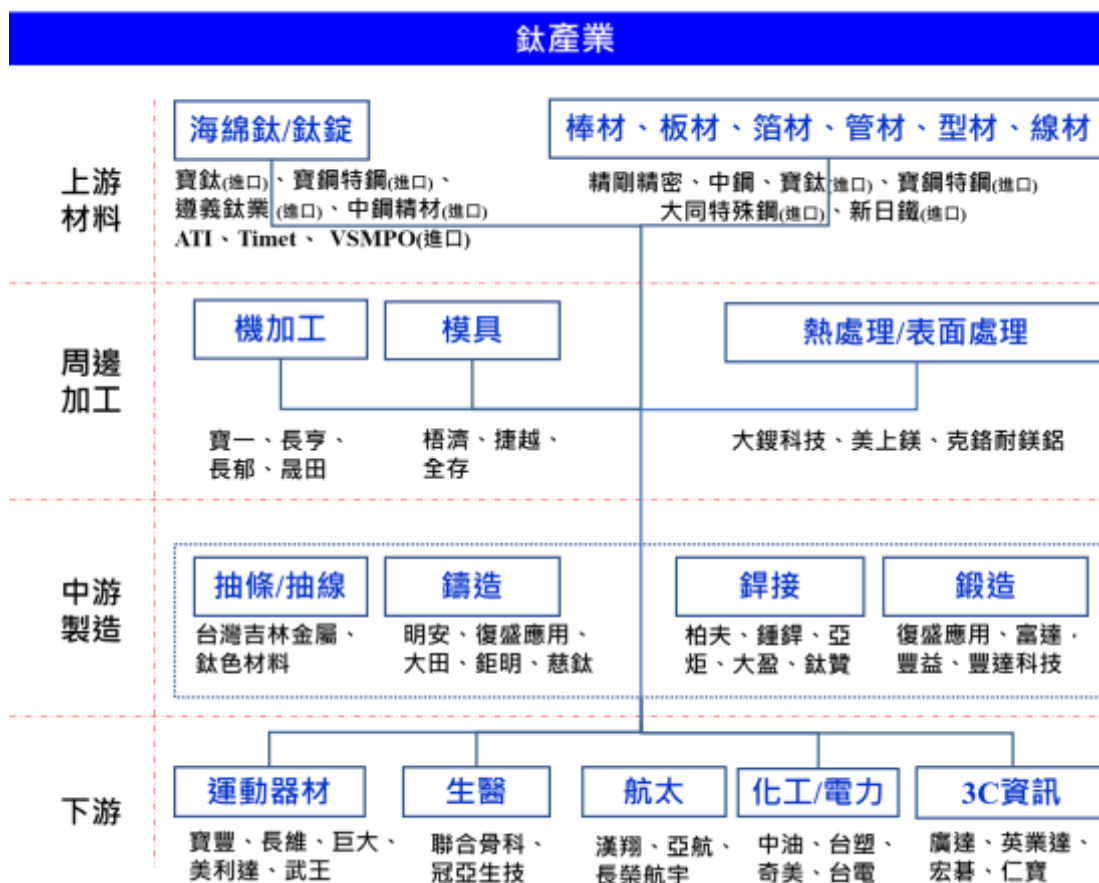 鈦產業
上游
材料
海綿鈦/鈦錠
寶鈦(進口)、寶鋼特鋼(進口)、
遵義鈦業(進口)、中鋼精材(進口)
ATI、Timet、 VSMPO(進口)
棒材、板材、箔材、管材、型材、線材
精剛精密、中鋼、寶鈦(進口)、寶鋼特鋼(進口)
大同特殊鋼(進口)、新日鐵(進口)
周邊
加工
機加工
寶一、長亨、
長郁、晟田
模具
梧濟、捷越、
全存
熱處理/表面處理
大鎪科技、美上鎂、克鉻耐鎂鋁
中游
製造
抽條/抽線
台灣吉林金屬、
鈦色材料
鑄造
明安、復盛應用、
大田、鉅明、慈鈦
銲接
柏夫、鍾銲、亞
炬、大盈、鈦贊
鍛造
復盛應用、富達,
豐益、豐達科技
下游
運動器材
寶豐、長維、巨大、
美利達、武王
生醫
聯合骨科、
冠亞生技
航太
漢翔、亞航、
長榮航宇
化工/電力
中油、台塑、
奇美、台電
3C資訊
廣達、英業達、
宏碁、仁寶